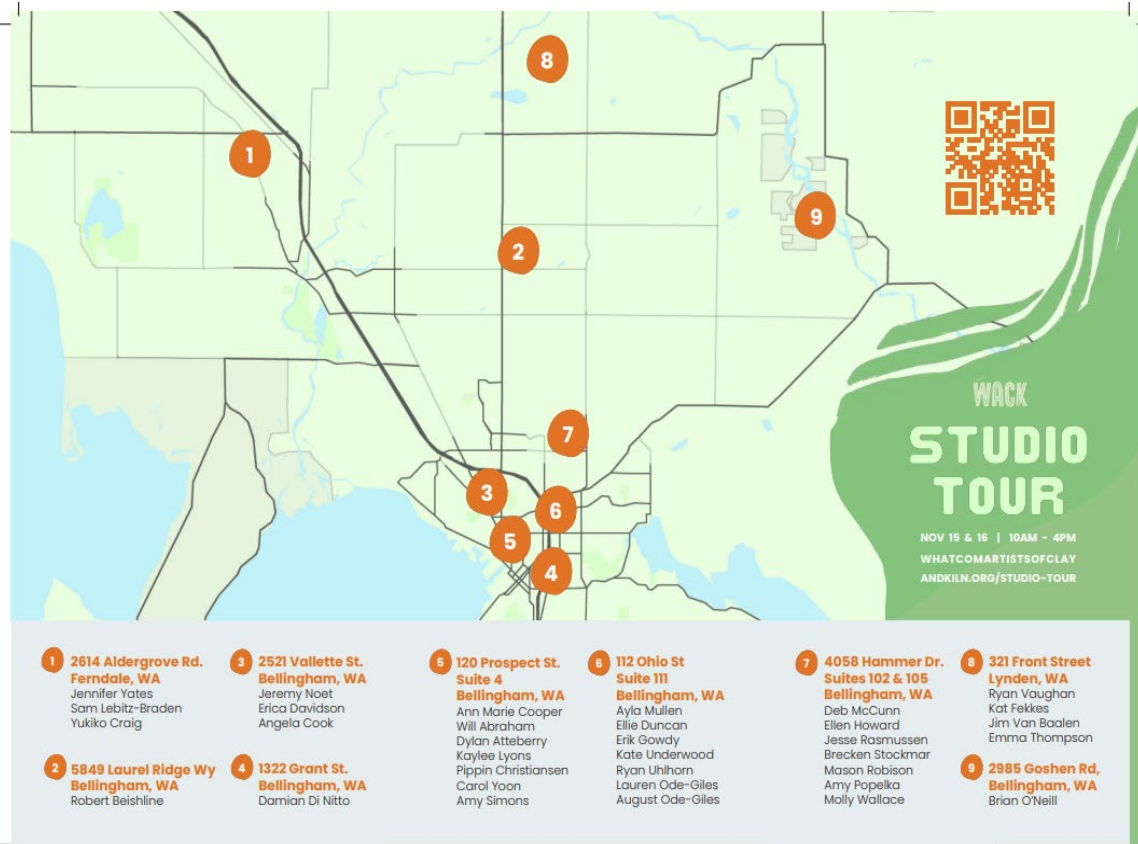 8
1
9
2
7
3
6
5
4
WACK
STUDIO
TOUR
NOV 15 & 16 | 10AM - 4PM
WHATCOMARTISTSOFCLAY
ANDKILN.ORG/STUDIO-TOUR
1 2614 Aldergrove Rd.
Ferndale, WA
Jennifer Yates
Sam Lebitz-Braden
Yukiko Craig
2 5849 Laurel Ridge Wy
Bellingham, WA
Robert Beishline
3 2521 Vallette St.
Bellingham, WA
Jeremy Noet
Erica Davidson
Angela Cook
4 1322 Grant St.
Bellingham, WA
Damian Di Nitto
5 120 Prospect St.
Suite 4
Bellingham, WA
Ann Marie Cooper
Will Abraham
Dylan Atteberry
Kaylee Lyons
Pippin Christiansen
Carol Yoon
Amy Simons
6 112 Ohio St
Suite 111
Bellingham, WA
Ayla Mullen
Ellie Duncan
Erik Gowdy
Kate Underwood
Ryan Uhlhorn
Lauren Ode-Giles
August Ode-Giles
7 4058 Hammer Dr.
Suites 102 & 105
Bellingham, WA
Deb McCunn
Ellen Howard
Jesse Rasmussen
Brecken Stockmar
Mason Robison
Amy Popelka
Molly Wallace
8 321 Front Street
Lynden, WA
Ryan Vaughan
Kat Fekkes
Jim Van Baalen
Emma Thompson
9 2985 Goshen Rd,
Bellingham, WA
Brian O'Neill